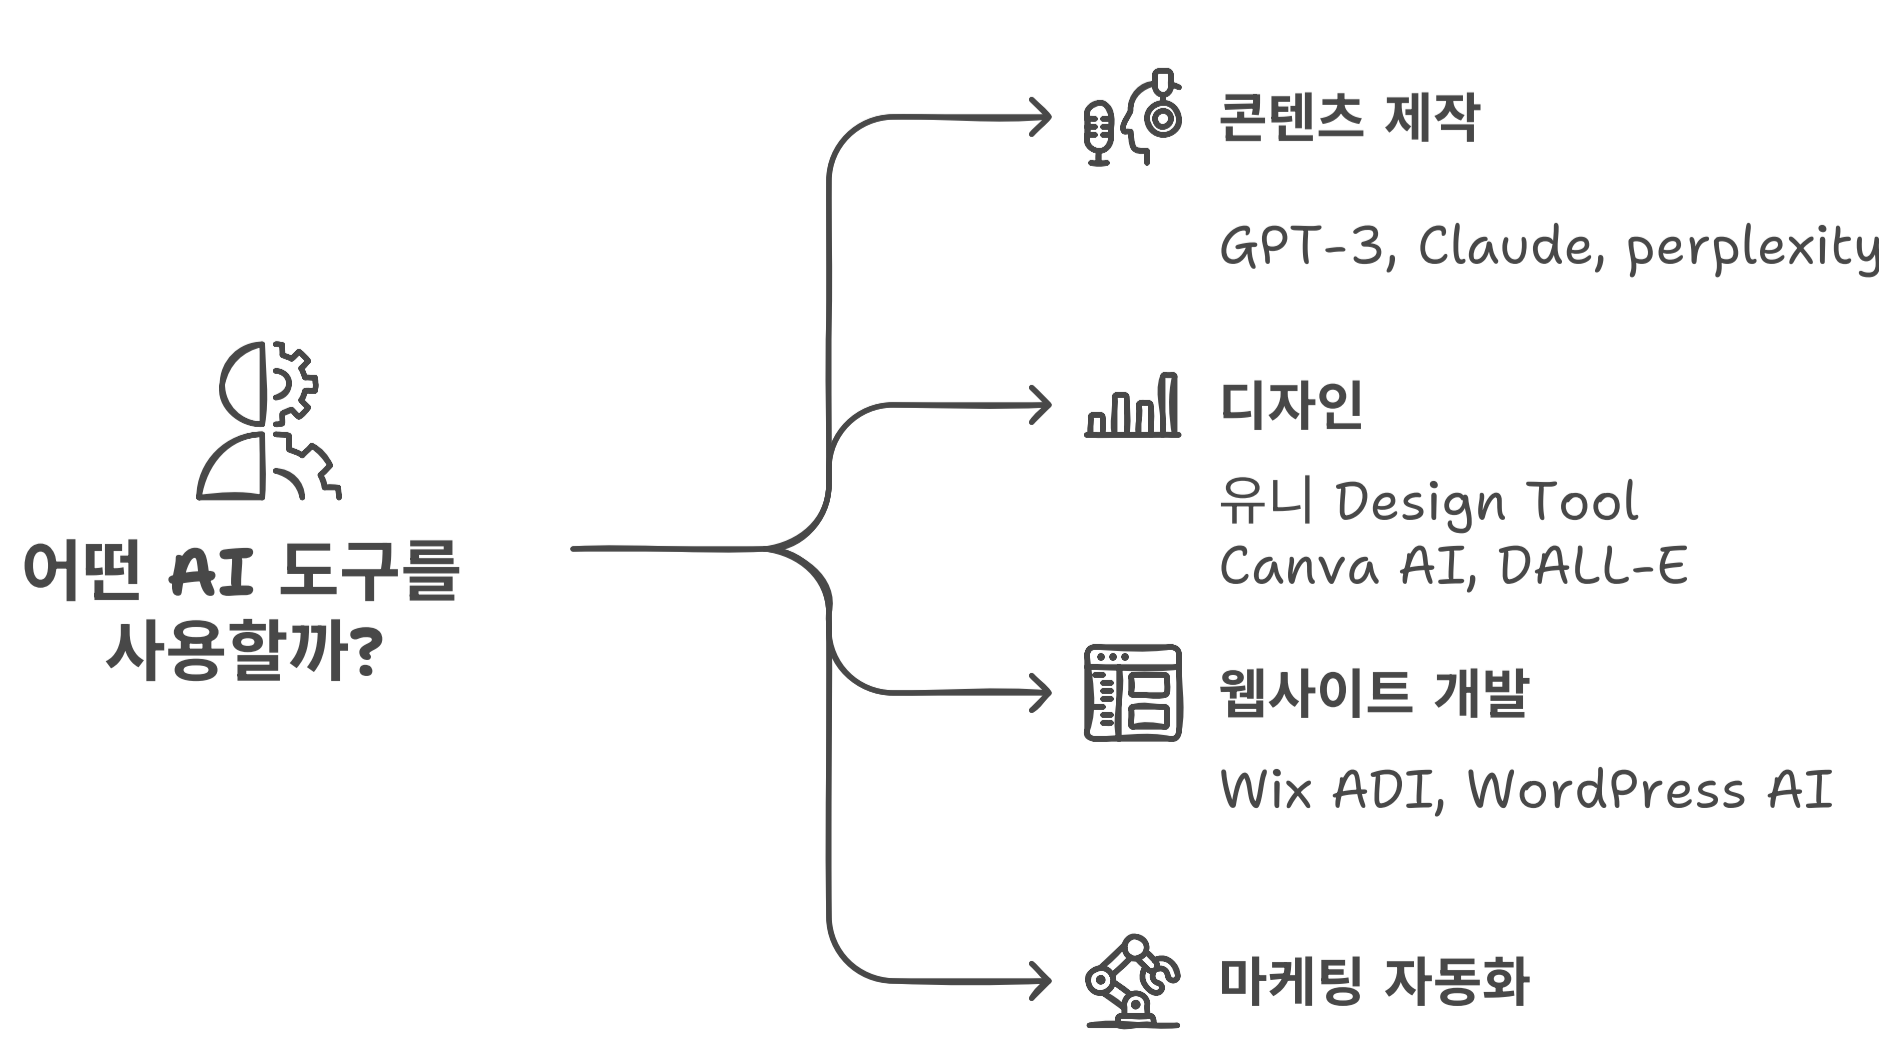 어떤 AI 도구를
사용할까?
콘텐츠 제작
GPT-3, Claude, perplexity
디자인
유니 Design Tool
Canva AI, DALL-E
웹사이트 개발
Wix ADI, WordPress AI
마케팅 자동화